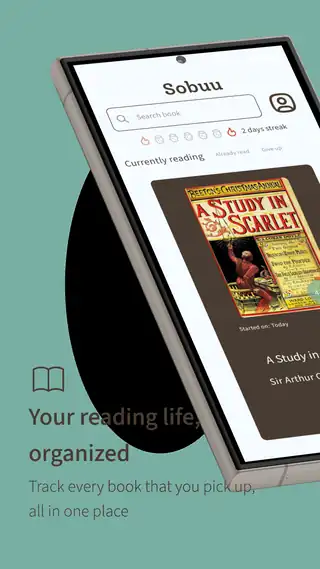 Sobuu
Search book
2 days streak
Currently reading
Already read
Give up
BEETON'S CHRISTMAS ANNUAL
A STUDY IN
SCARLET
Started on: Today
A Study in
Sir Arthur C
Your reading life,
organized
Track every book that you pick up,
all in one place